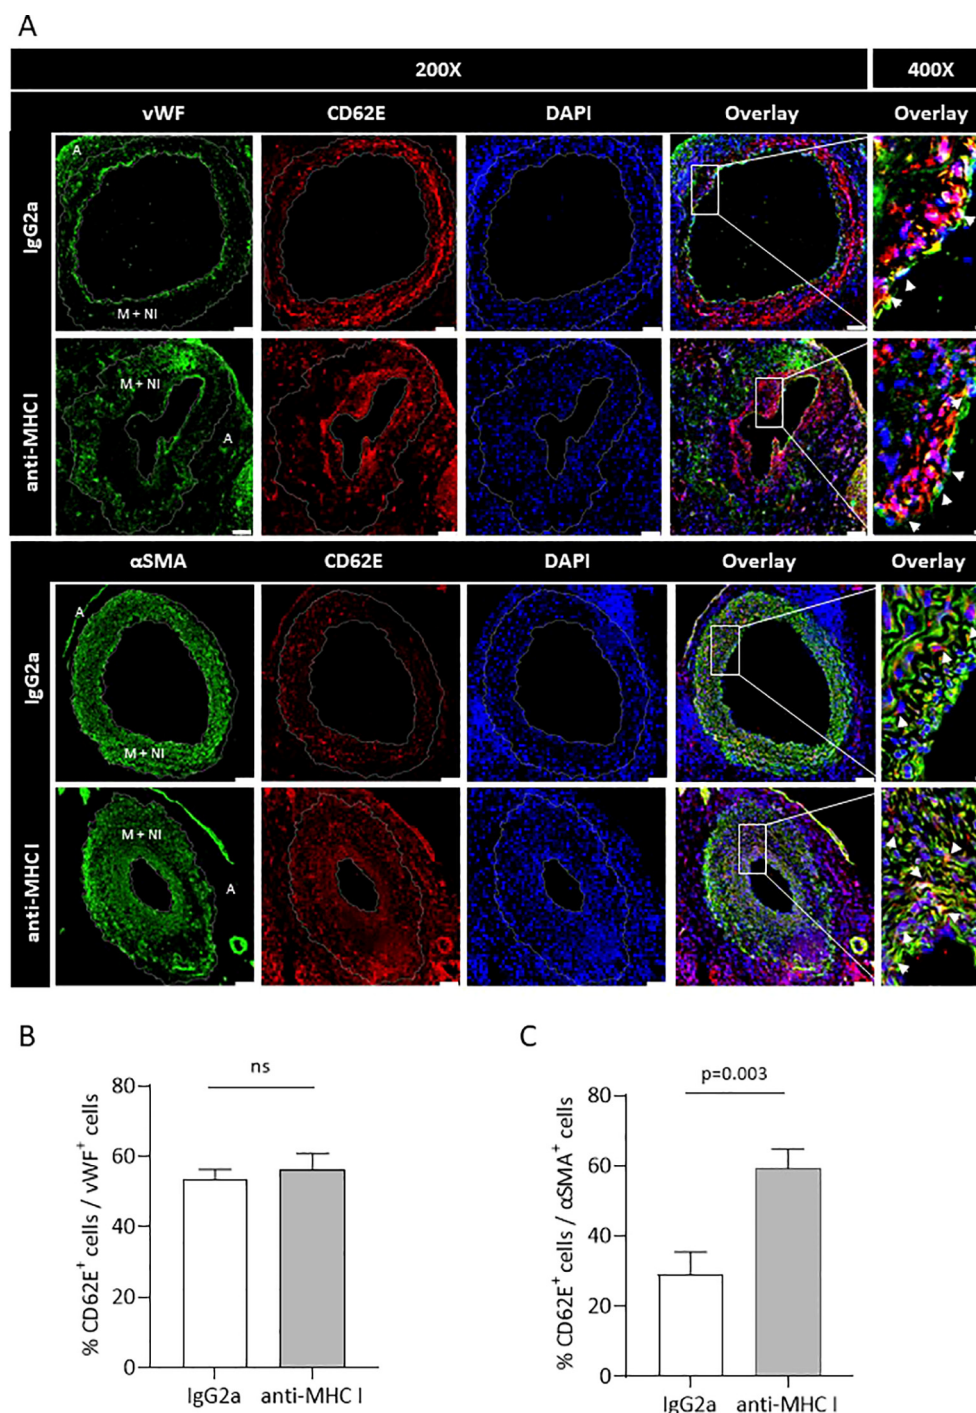 A
200X 400X
vWF CD62E DAPI Overlay Overlay
IgG2a
A
M + NI
anti-MHC I
M + NI
A
αSMA CD62E DAPI Overlay Overlay
IgG2a
A
M + NI
anti-MHC I
M + NI
A
B
ns
% CD62E⁺ cells / vWF⁺ cells
80
60
40
20
0
IgG2a anti-MHC I
C
p=0.003
% CD62E⁺ cells / αSMA⁺ cells
80
60
40
20
0
IgG2a anti-MHC I